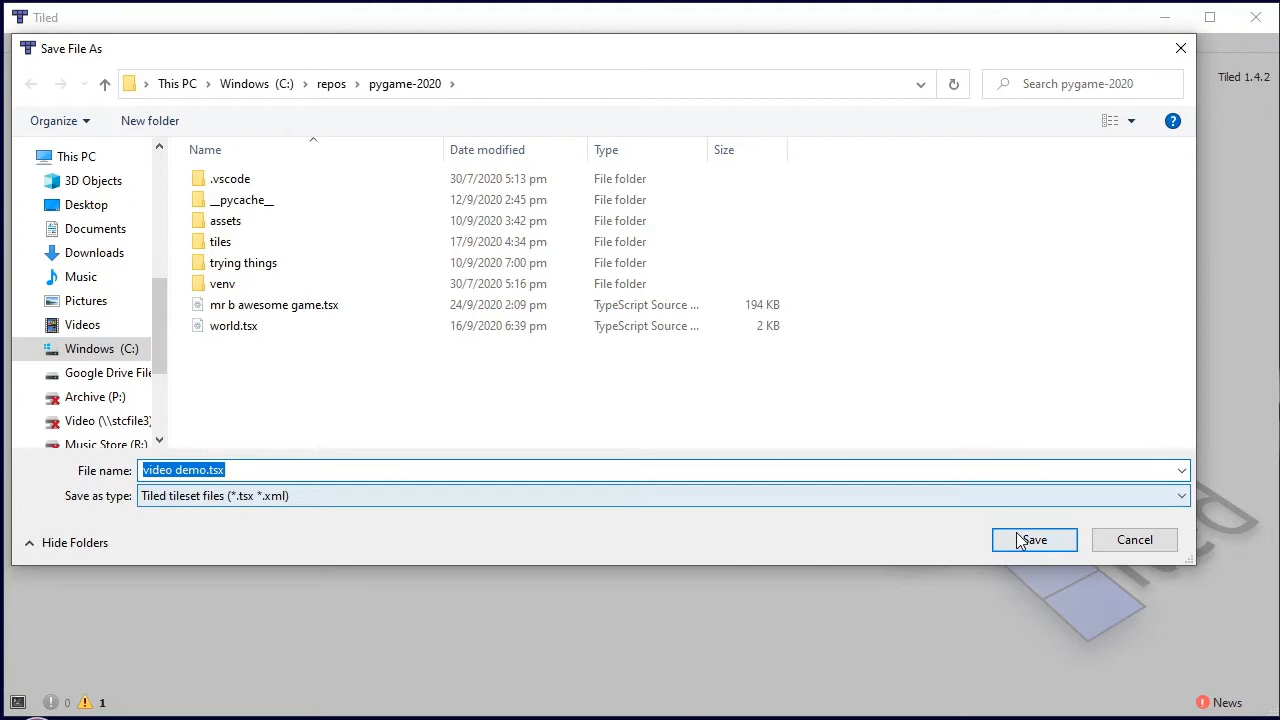 Tiled
Save File As
This PC Windows (C:) repos pygame-2020
Search pygame-2020
Tiled 1.4.2
Organize New folder
Name Date modified Type Size
This PC
3D Objects
Desktop
Documents
Downloads
Music
Pictures
Videos
Windows (C:)
Google Drive File
Archive (P:)
Video (\\stcfile3)
Music Store (R:)
.vscode 30/7/2020 5:13 pm File folder
__pycache__ 12/9/2020 2:45 pm File folder
assets 10/9/2020 3:42 pm File folder
tiles 17/9/2020 4:34 pm File folder
trying things 10/9/2020 7:00 pm File folder
venv 30/7/2020 5:16 pm File folder
mr b awesome game.tsx 24/9/2020 2:09 pm TypeScript Source ... 194 KB
world.tsx 16/9/2020 6:39 pm TypeScript Source ... 2 KB
File name: video demo.tsx
Save as type: Tiled tileset files (*.tsx *.xml)
Hide Folders
Save Cancel
0 1
News